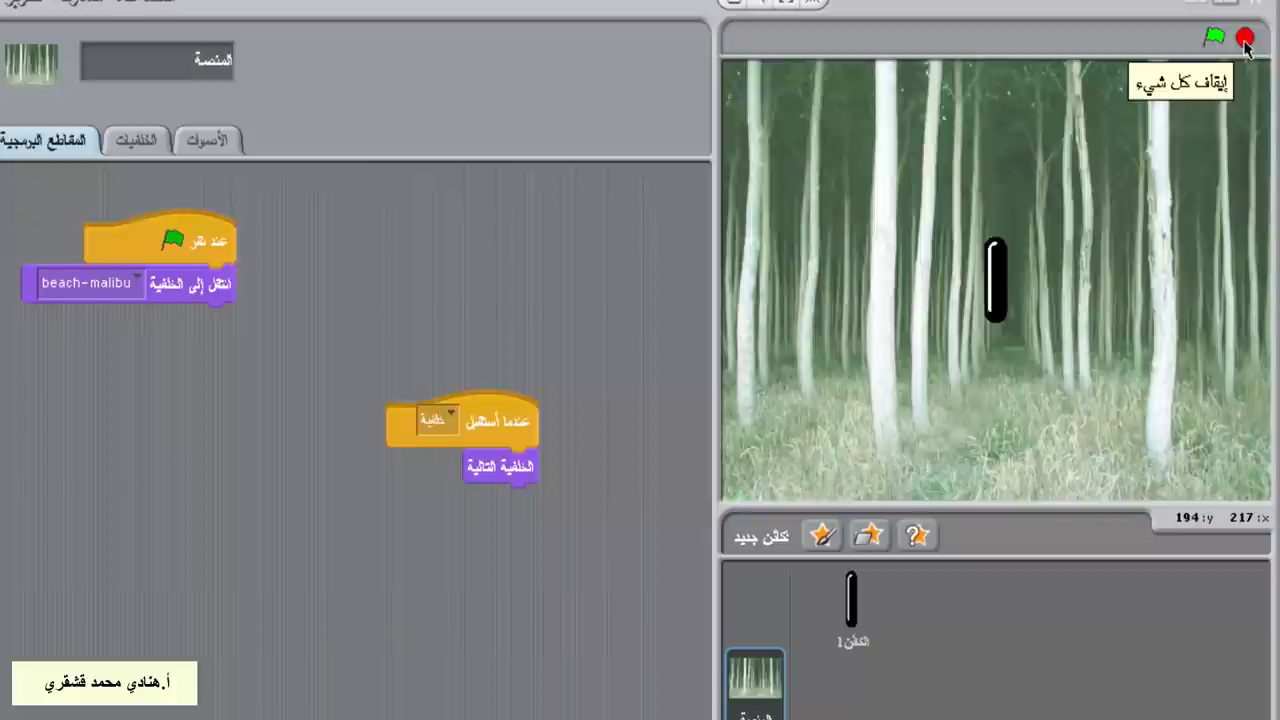 المنصة
إيقاف كل شيء
المقاطع البرمجية
الخلفيات
الأصوات
عند نقر
انتقل إلى الخلفية beach-malibu
عندما أستقبل خلفية
الخلفية التالية
x: 217 y: 194
كائن جديد
الكائن1
أ.هنادي محمد قشقري